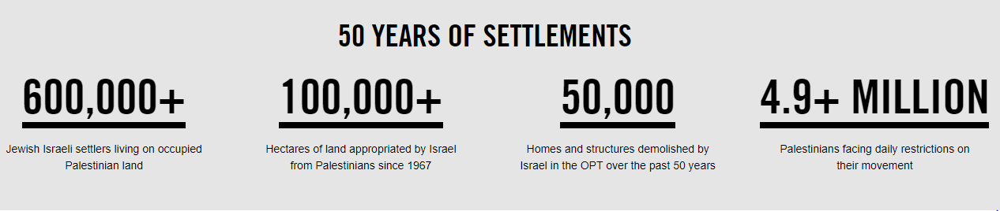 50 YEARS OF SETTLEMENTS
600,000+
Jewish Israeli settlers living on occupied
Palestinian land
100,000+
Hectares of land appropriated by Israel
from Palestinians since 1967
50,000
Homes and structures demolished by
Israel in the OPT over the past 50 years
4.9+ MILLION
Palestinians facing daily restrictions on
their movement